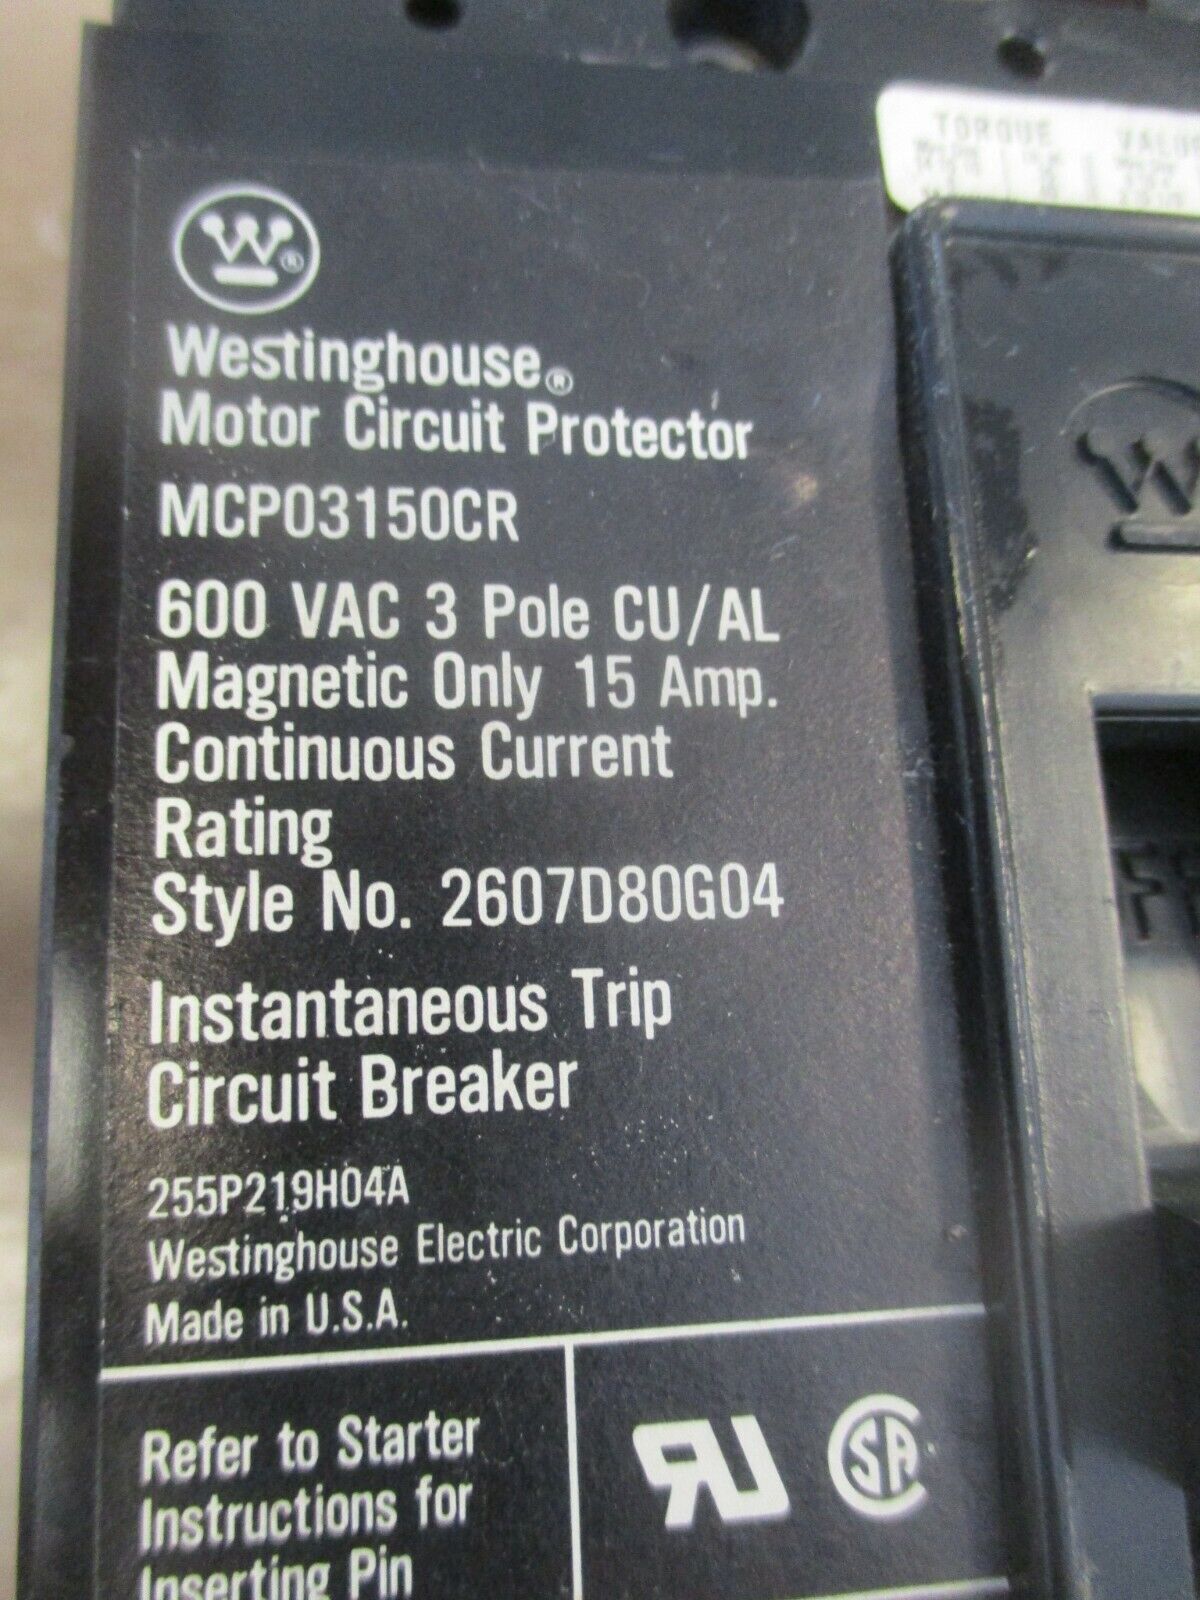 TORQUE VALU
W
Westinghouse®
Motor Circuit Protector
MCP03150CR
600 VAC 3 Pole CU/AL
Magnetic Only 15 Amp.
Continuous Current
Rating
Style No. 2607D80G04
Instantaneous Trip
Circuit Breaker
255P219H04A
Westinghouse Electric Corporation
Made in U.S.A.
Refer to Starter
Instructions for
Inserting Pin